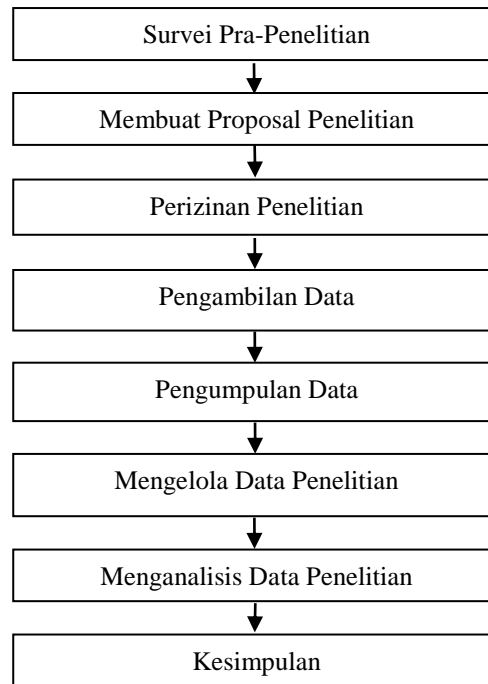 Survei Pra-Penelitian
Membuat Proposal Penelitian
Perizinan Penelitian
Pengambilan Data
Pengumpulan Data
Mengelola Data Penelitian
Menganalisis Data Penelitian
Kesimpulan